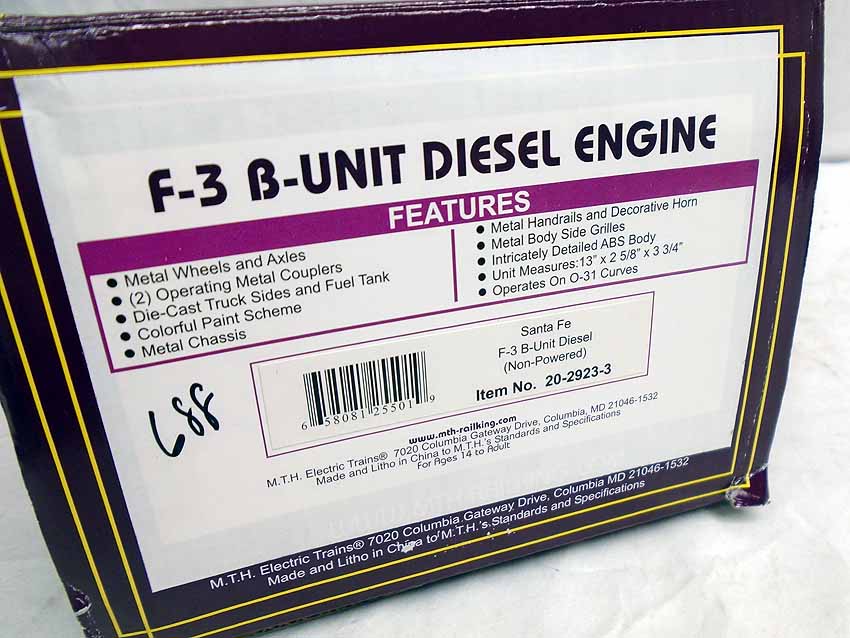 F-3 B-UNIT DIESEL ENGINE
FEATURES
• Metal Wheels and Axles
• (2) Operating Metal Couplers
• Die-Cast Truck Sides and Fuel Tank
• Colorful Paint Scheme
• Metal Chassis
• Metal Handrails and Decorative Horn
• Metal Body Side Grilles
• Intricately Detailed ABS Body
• Unit Measures:13" x 2 5/8" x 3 3/4"
• Operates On O-31 Curves
Santa Fe
F-3 B-Unit Diesel
(Non-Powered)
Item No. 20-2923-3
6 58081 25501 9
L88
www.mth-railking.com
M.T.H. Electric Trains® 7020 Columbia Gateway Drive, Columbia, MD 21046-1532
Made and Litho in China to M.T.H.'s Standards and Specifications
For Ages 14 to Adult
M.T.H. Electric Trains® 7020 Columbia Gateway Drive, Columbia MD 21046-1532
Made and Litho in China to M.T.H.'s Standards and Specifications